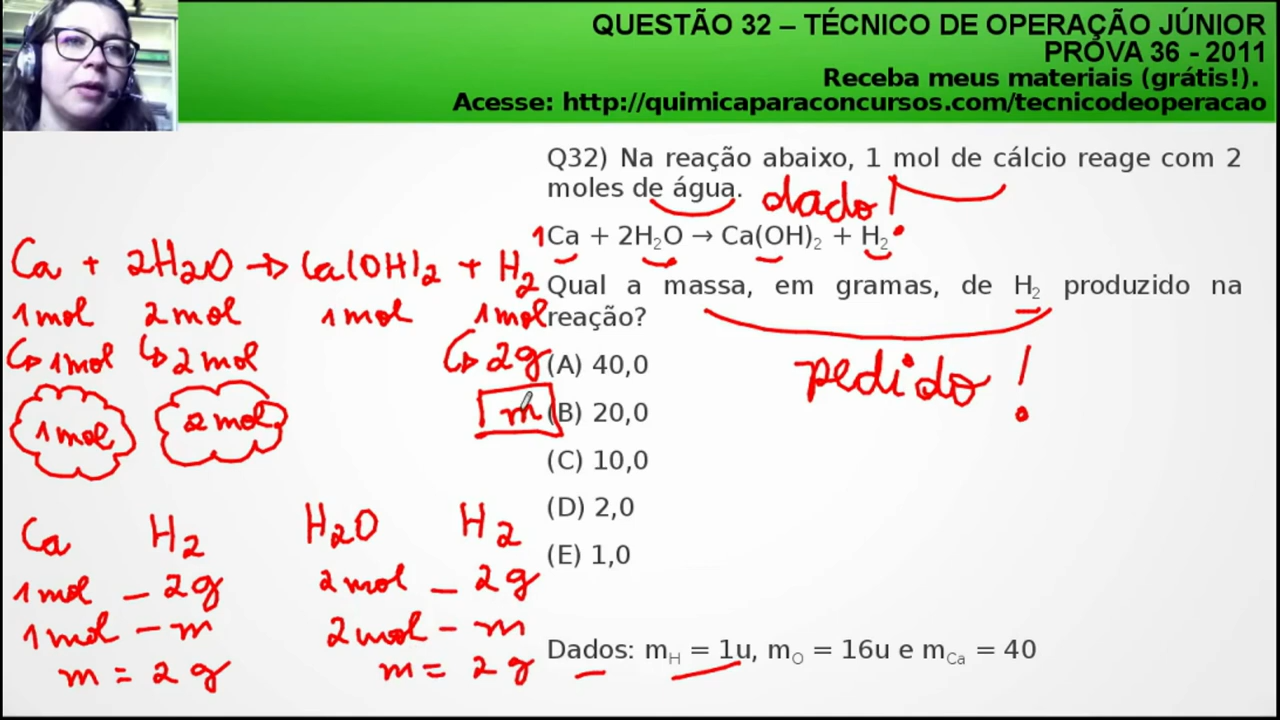 QUESTÃO 32 – TÉCNICO DE OPERAÇÃO JÚNIOR
PROVA 36 - 2011
Receba meus materiais (grátis!).
Acesse: http://quimicaparaconcursos.com/tecnicodeoperacao
Q32) Na reação abaixo, 1 mol de cálcio reage com 2
moles de água.
dado!
1Ca + 2H₂O → Ca(OH)₂ + H₂
Qual a massa, em gramas, de H₂ produzido na
reação?
pedido!
(A) 40,0
(B) 20,0
(C) 10,0
(D) 2,0
(E) 1,0
Dados: mH = 1u, mO = 16u e mCa = 40
Ca + 2H₂O → Ca(OH)₂ + H₂
1mol 2mol 1mol 1mol
↳ 1mol ↳ 2mol ↳ 2g
1mol 2mol m
Ca H₂ H₂O H₂
1mol – 2g 2mol – 2g
1mol – m 2mol – m
m = 2g m = 2g